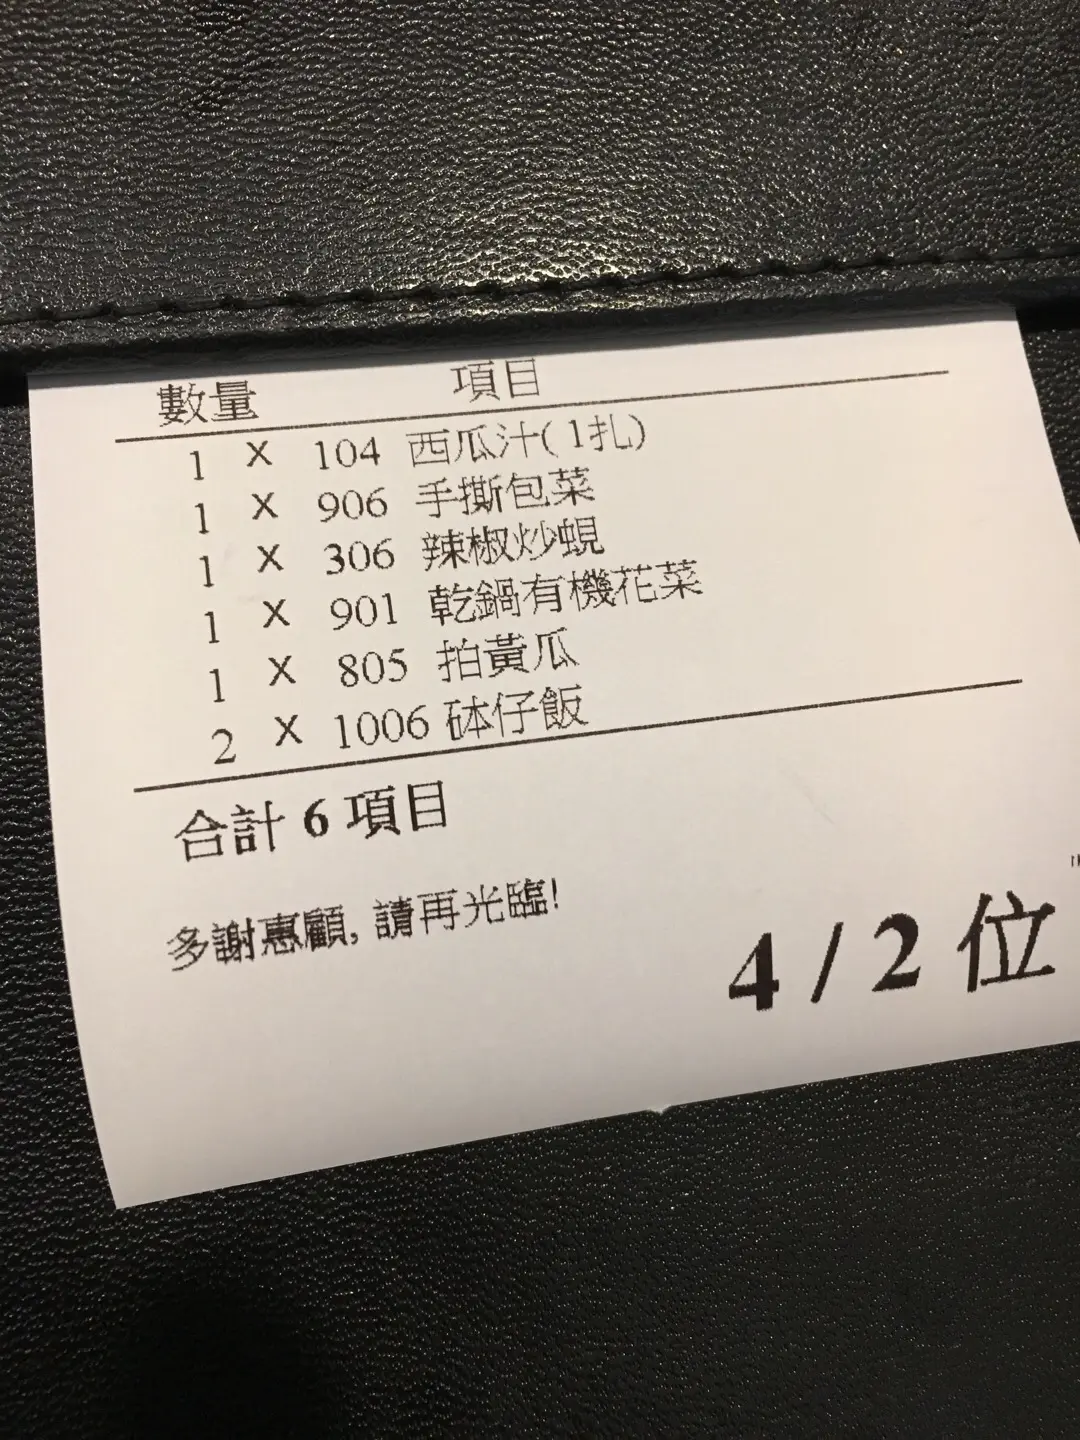 數量 項目
1 X 104 西瓜汁(1扎)
1 X 906 手撕包菜
1 X 306 辣椒炒蜆
1 X 901 乾鍋有機花菜
1 X 805 拍黃瓜
2 X 1006 砵仔飯
合計 6 項目
多謝惠顧, 請再光臨!
4 / 2 位